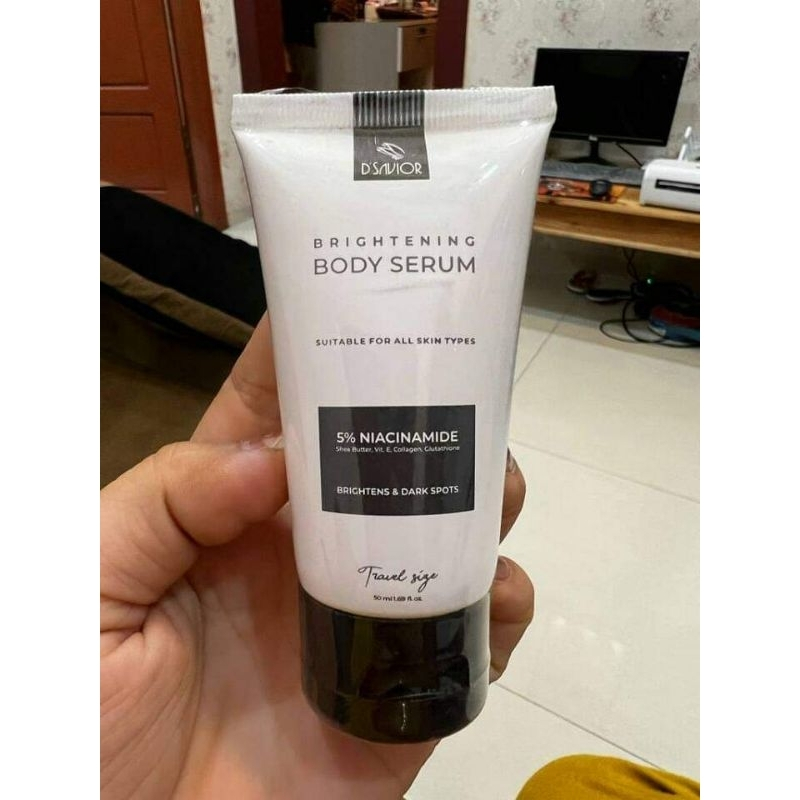 D'SAVIOR
BRIGHTENING
BODY SERUM
SUITABLE FOR ALL SKIN TYPES
5% NIACINAMIDE
Shea Butter, Vit. E, Collagen, Glutathione
BRIGHTENS & DARK SPOTS
Travel size
50 ml 1.69 fl. oz.